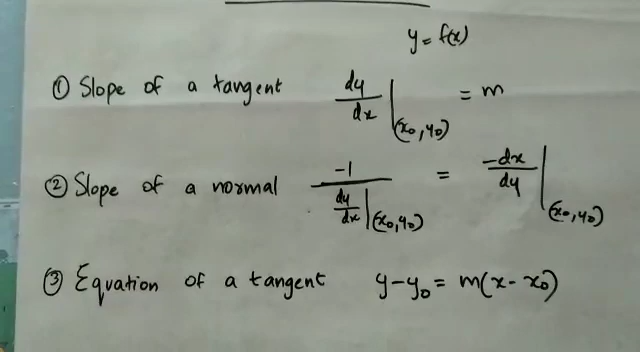 y = f(x)
① Slope of a tangent dy/dx |(x₀, y₀) = m
② Slope of a normal -1 / (dy/dx |(x₀, y₀)) = -dx/dy |(x₀, y₀)
③ Equation of a tangent y - y₀ = m(x - x₀)